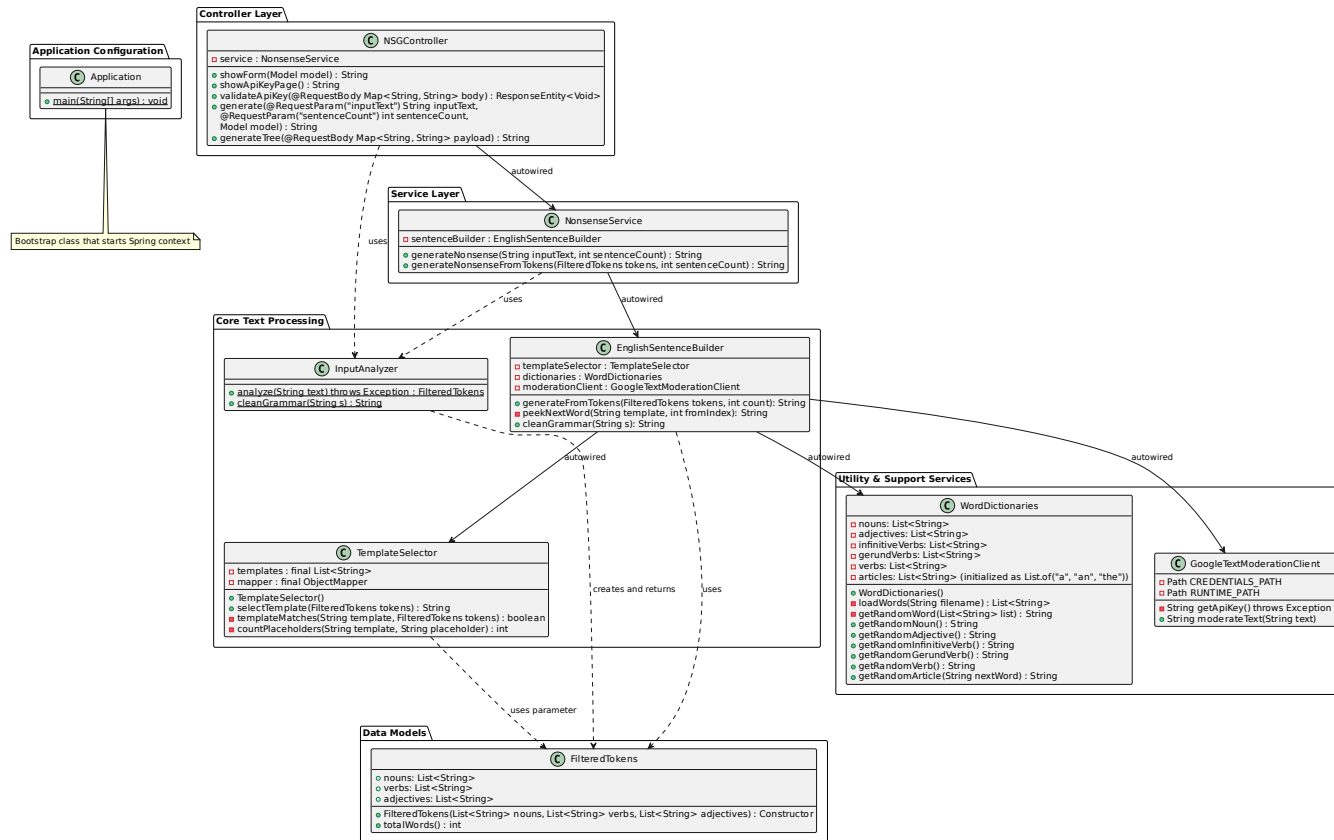 Application Configuration
C Application
main(String[] args) : void
Bootstrap class that starts Spring context
Controller Layer
C NSGController
service : NonsenseService
showForm(Model model) : String
showApiKeyPage() : String
validateApiKey(@RequestBody Map<String, String> body) : ResponseEntity<Void>
generate(@RequestParam("inputText") String inputText,
@RequestParam("sentenceCount") int sentenceCount,
Model model) : String
generateTree(@RequestBody Map<String, String> payload) : String
autowired
uses
Service Layer
C NonsenseService
sentenceBuilder : EnglishSentenceBuilder
generateNonsense(String inputText, int sentenceCount) : String
generateNonsenseFromTokens(FilteredTokens tokens, int sentenceCount) : String
uses
autowired
Core Text Processing
C InputAnalyzer
analyze(String text) throws Exception : FilteredTokens
cleanGrammar(String s) : String
C EnglishSentenceBuilder
templateSelector : TemplateSelector
dictionaries : WordDictionaries
moderationClient : GoogleTextModerationClient
generateFromTokens(FilteredTokens tokens, int count): String
peekNextWord(String template, int fromIndex): String
cleanGrammar(String s): String
autowired
autowired
autowired
C TemplateSelector
templates : final List<String>
mapper : final ObjectMapper
TemplateSelector()
selectTemplate(FilteredTokens tokens) : String
templateMatches(String template, FilteredTokens tokens) : boolean
countPlaceholders(String template, String placeholder) : int
creates and returns
uses
uses parameter
Utility & Support Services
C WordDictionaries
nouns: List<String>
adjectives: List<String>
infinitiveVerbs: List<String>
gerundVerbs: List<String>
verbs: List<String>
articles: List<String> (initialized as List.of("a", "an", "the"))
WordDictionaries()
loadWords(String filename) : List<String>
getRandomWord(List<String> list) : String
getRandomNoun() : String
getRandomAdjective() : String
getRandomInfinitiveVerb() : String
getRandomGerundVerb() : String
getRandomVerb() : String
getRandomArticle(String nextWord) : String
C GoogleTextModerationClient
Path CREDENTIALS_PATH
Path RUNTIME_PATH
String getApiKey() throws Exception
String moderateText(String text)
Data Models
C FilteredTokens
nouns: List<String>
verbs: List<String>
adjectives: List<String>
FilteredTokens(List<String> nouns, List<String> verbs, List<String> adjectives) : Constructor
totalWords() : int